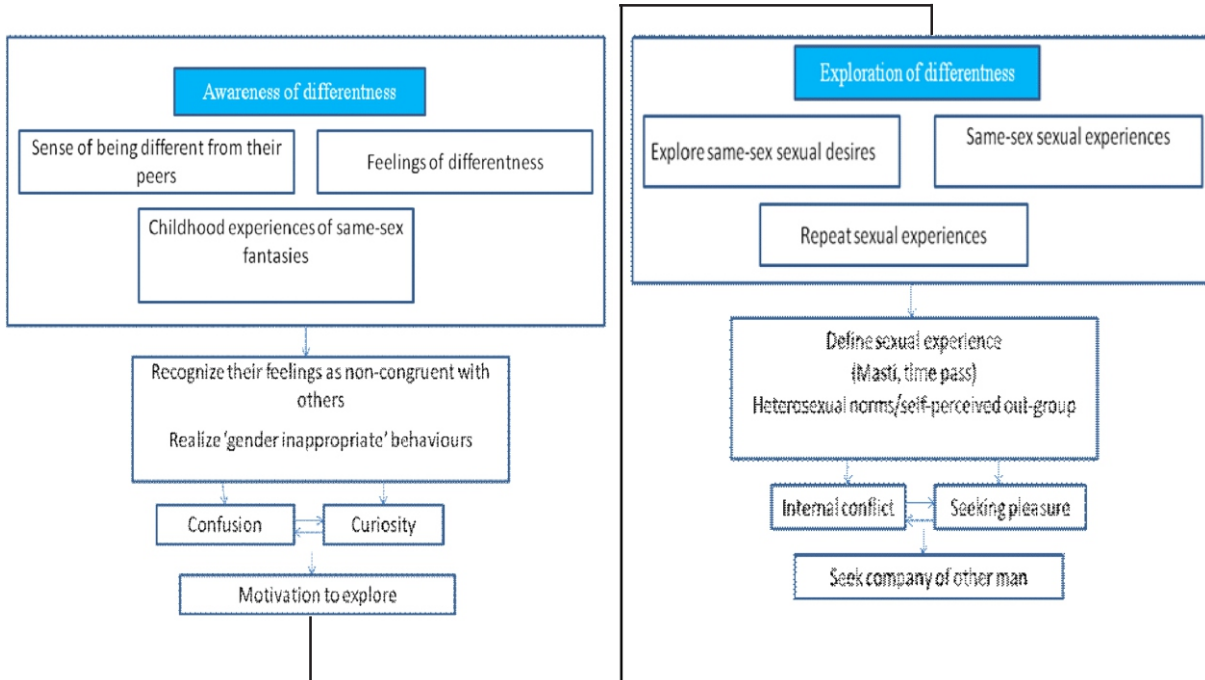 Awareness of differentness
Sense of being different from their
peers
Feelings of differentness
Childhood experiences of same-sex
fantasies
Recognize their feelings as non-congruent with
others
Realize ‘gender inappropriate’ behaviours
Confusion
Curiosity
Motivation to explore
Exploration of differentness
Explore same-sex sexual desires
Same-sex sexual experiences
Repeat sexual experiences
Define sexual experience
(Masti, time pass)
Heterosexual norms/self-perceived out-group
Internal conflict
Seeking pleasure
Seek company of other man